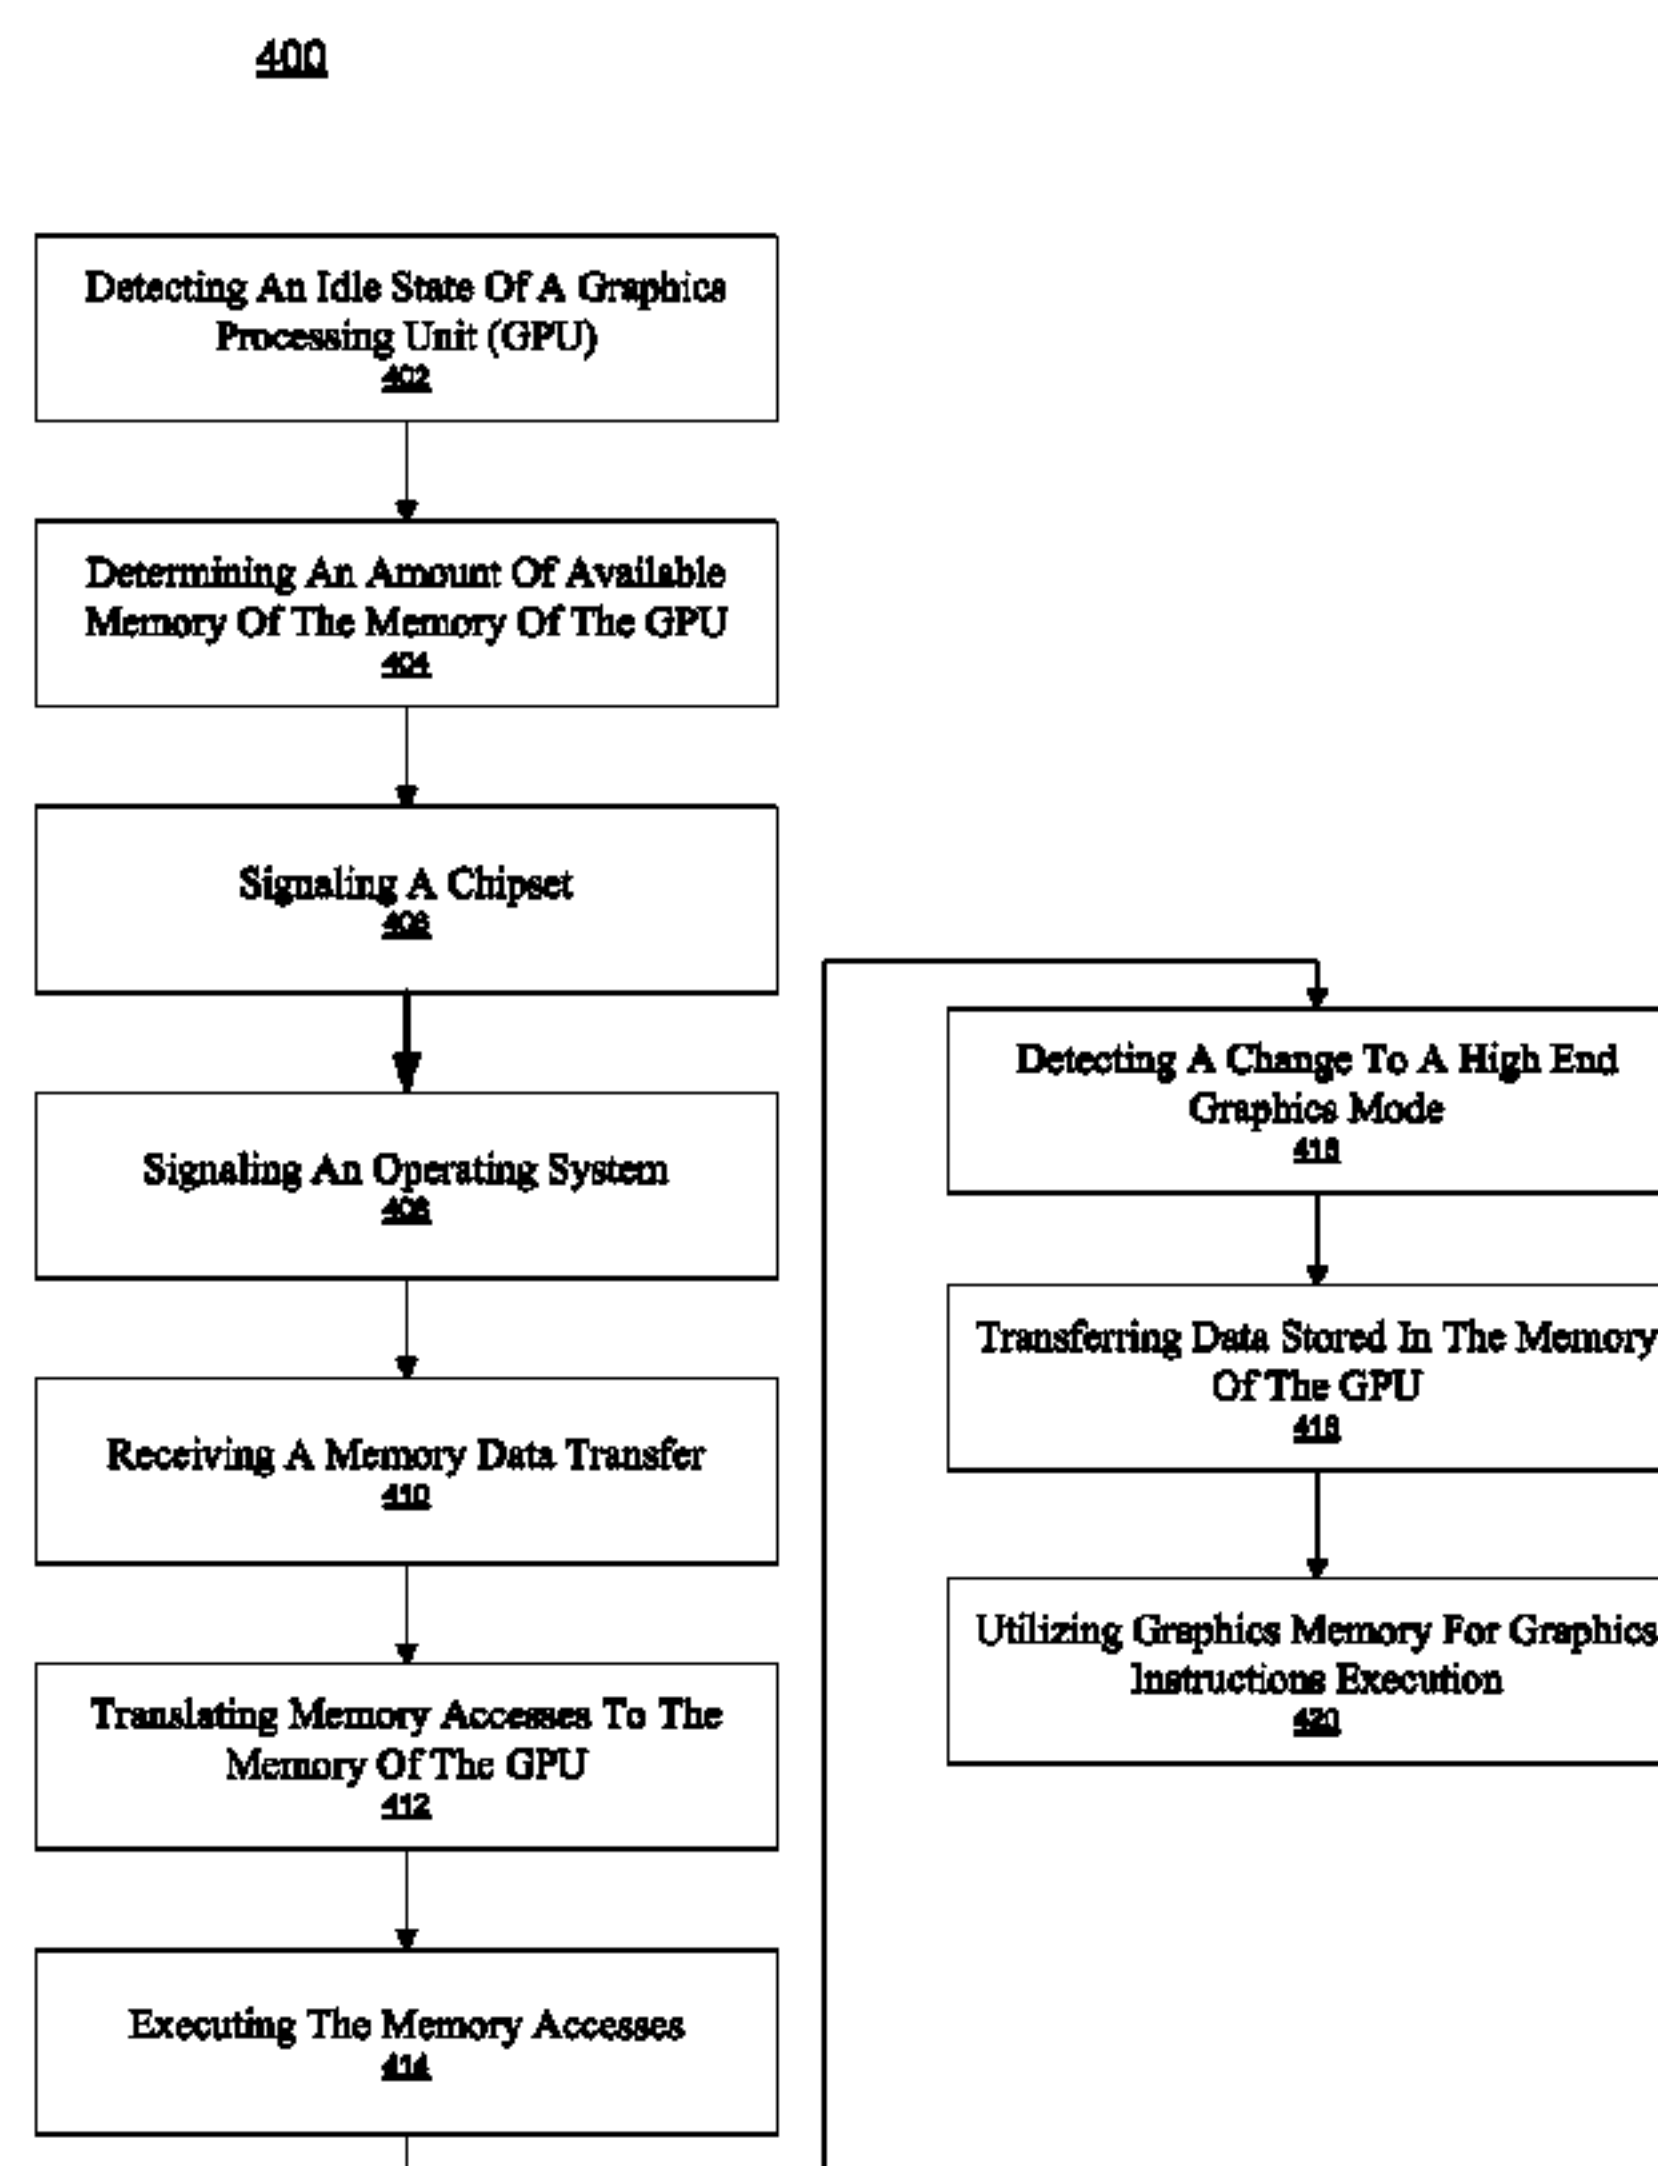 400
Detecting An Idle State Of A Graphics
Processing Unit (GPU)
402
Determining An Amount Of Available
Memory Of The Memory Of The GPU
404
Signaling A Chipset
406
Signaling An Operating System
408
Receiving A Memory Data Transfer
410
Translating Memory Accesses To The
Memory Of The GPU
412
Executing The Memory Accesses
414
Detecting A Change To A High End
Graphics Mode
416
Transferring Data Stored In The Memory
Of The GPU
418
Utilizing Graphics Memory For Graphics
Instructions Execution
420